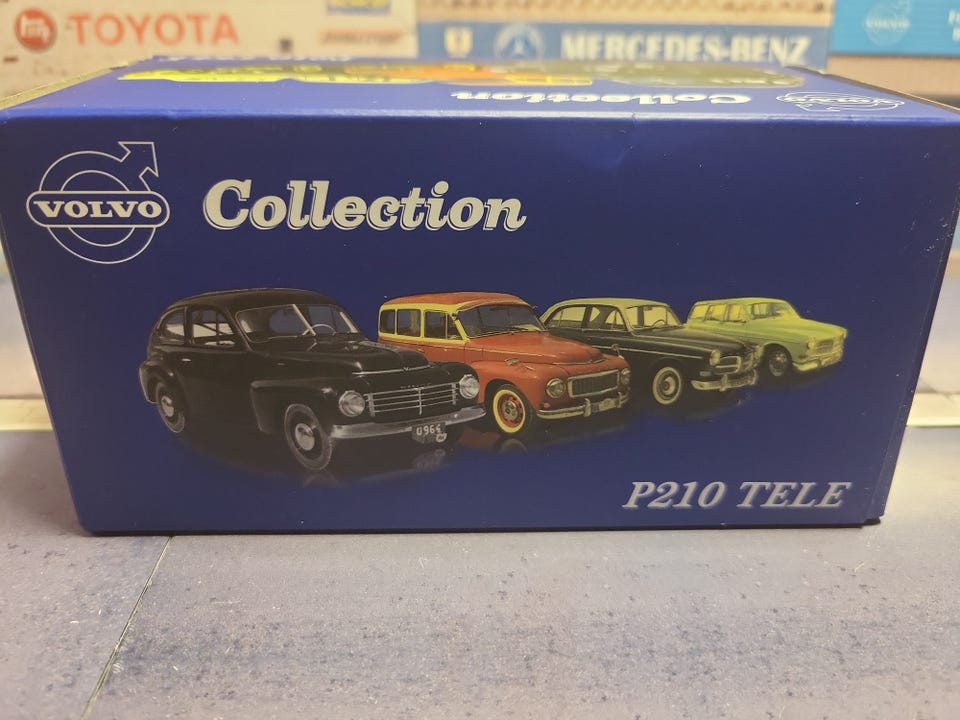 TOYOTA
MERCEDES-BENZ
Collection
VOLVO
Collection
U964
P210 TELE